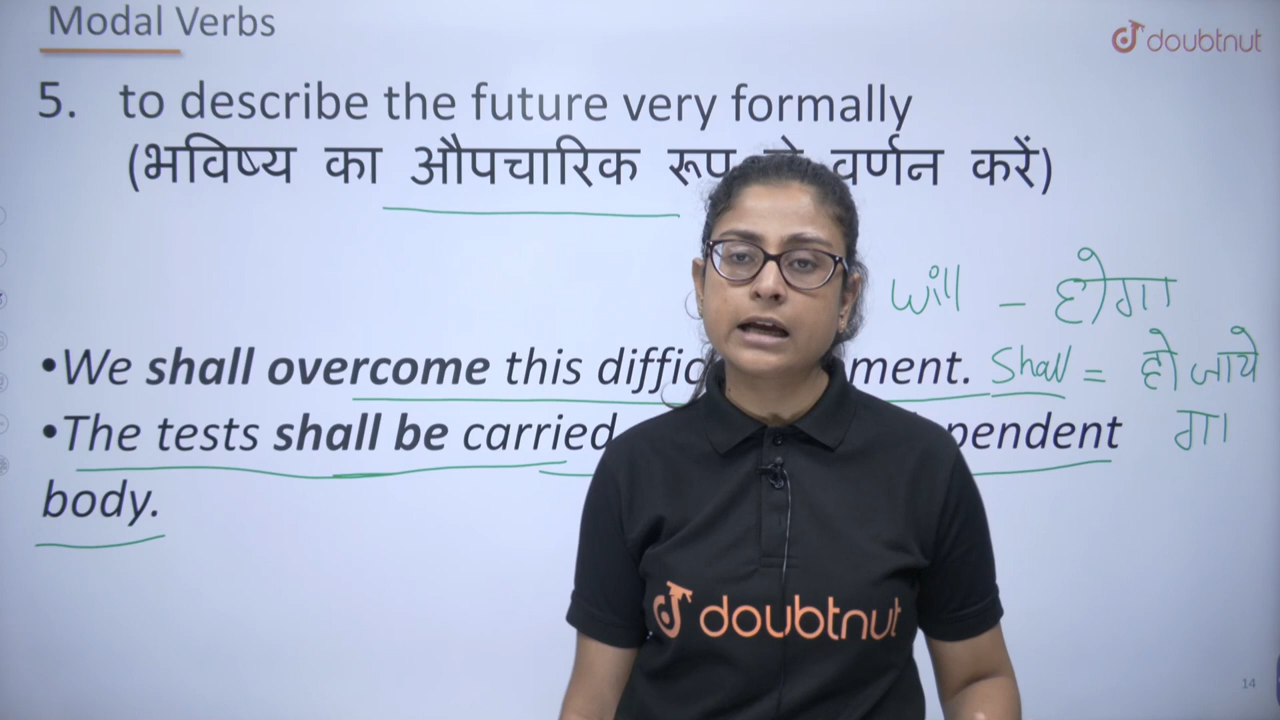 Modal Verbs
doubtnut
5. to describe the future very formally
(भविष्य का औपचारिक रूप वर्णन करें)
will – होगा
•We shall overcome this ment. Shall = हो जाये
•The tests shall be carried pendent गा
body.
doubtnut
14